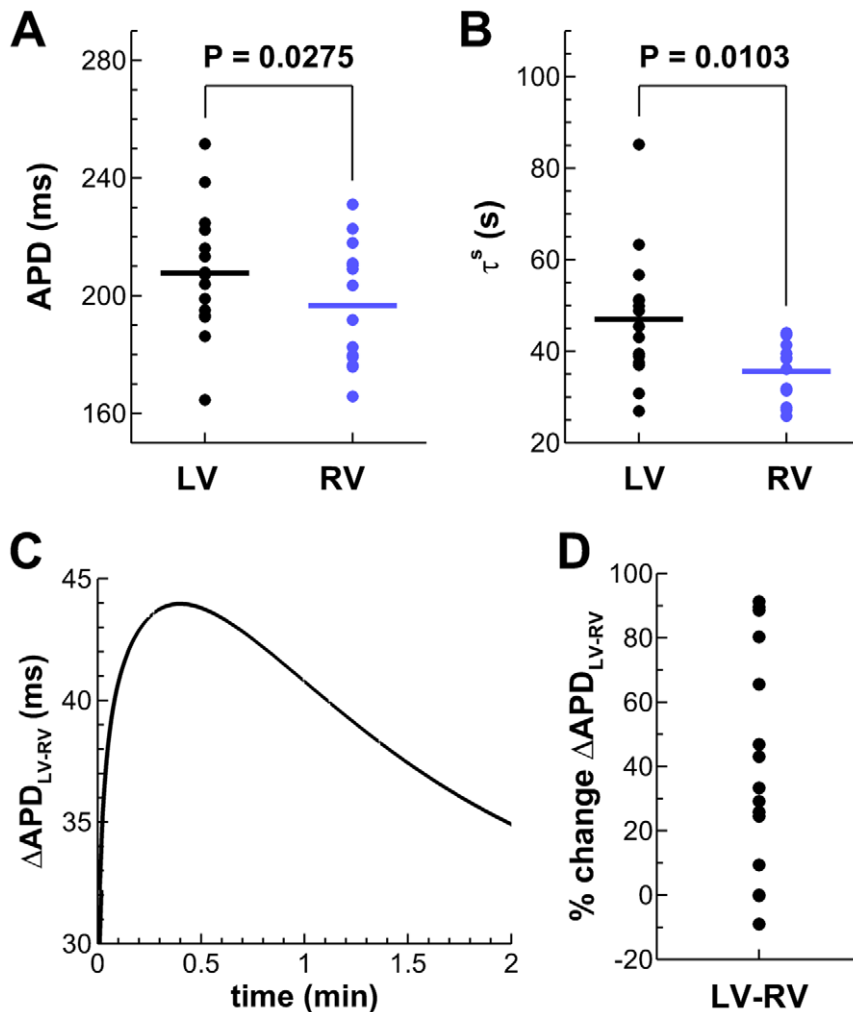 A
P = 0.0275
APD (ms)
280
240
200
160
LV
RV
B
P = 0.0103
τˢ (s)
100
80
60
40
20
LV
RV
C
ΔAPD_LV-RV (ms)
45
40
35
30
0
0.5
1
1.5
2
time (min)
D
% change ΔAPD_LV-RV
100
80
60
40
20
0
-20
LV-RV